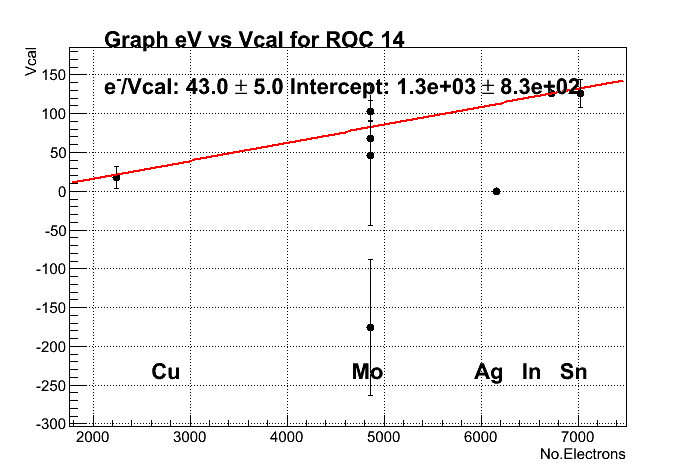 Graph eV vs Vcal for ROC 14
e⁻/Vcal: 43.0 ± 5.0 Intercept: 1.3e+03 ± 8.3e+02
Vcal
150
100
50
0
-50
-100
-150
-200
-250
-300
Cu Mo Ag In Sn
2000 3000 4000 5000 6000 7000
No.Electrons